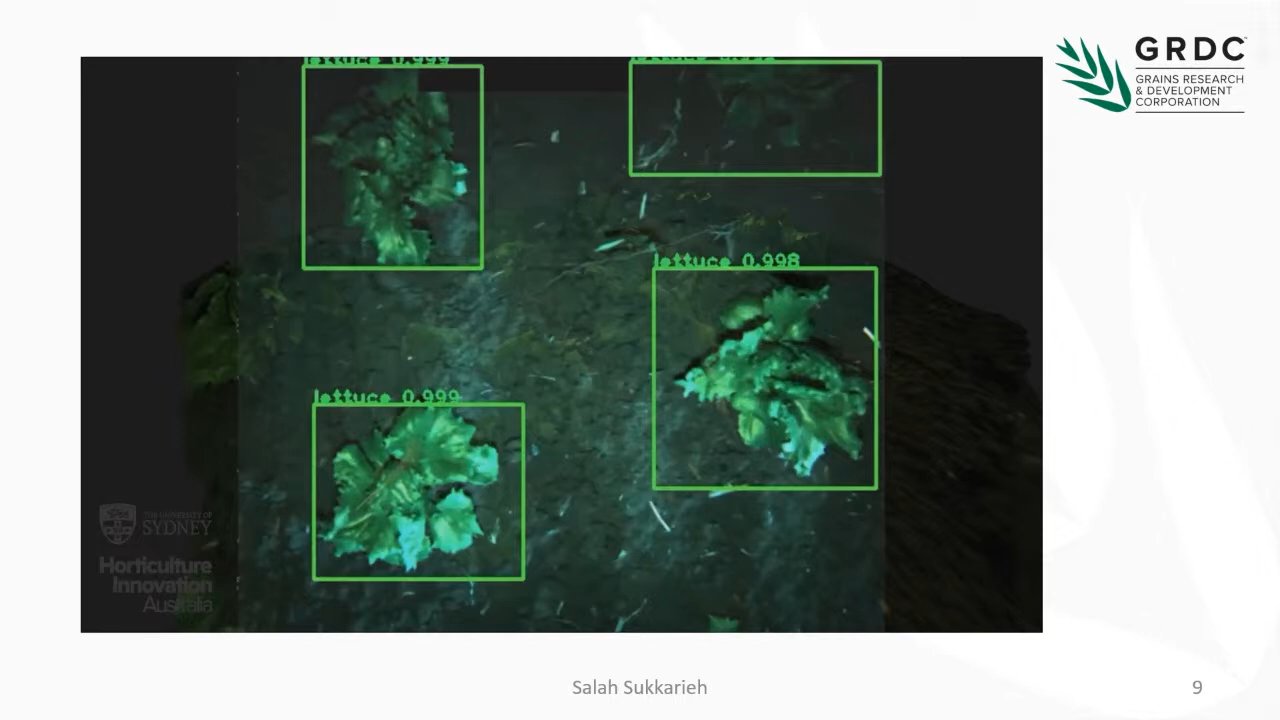 GRDC
GRAINS RESEARCH
& DEVELOPMENT
CORPORATION
lettuce 0.999
lettuce
lettuce 0.998
lettuce 0.999
THE UNIVERSITY OF
SYDNEY
Horticulture
Innovation
Australia
Salah Sukkarieh
9